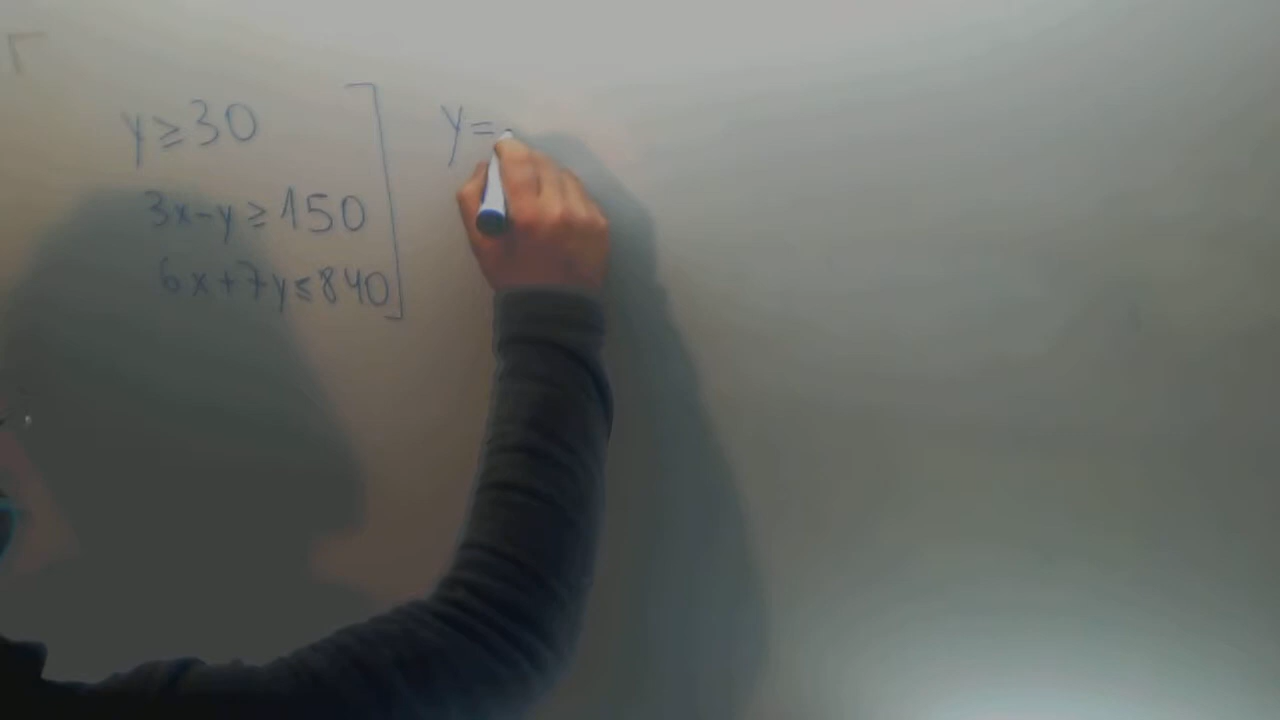 y ≥ 30
3x-y ≥ 150
6x+7y ≤ 840
y=